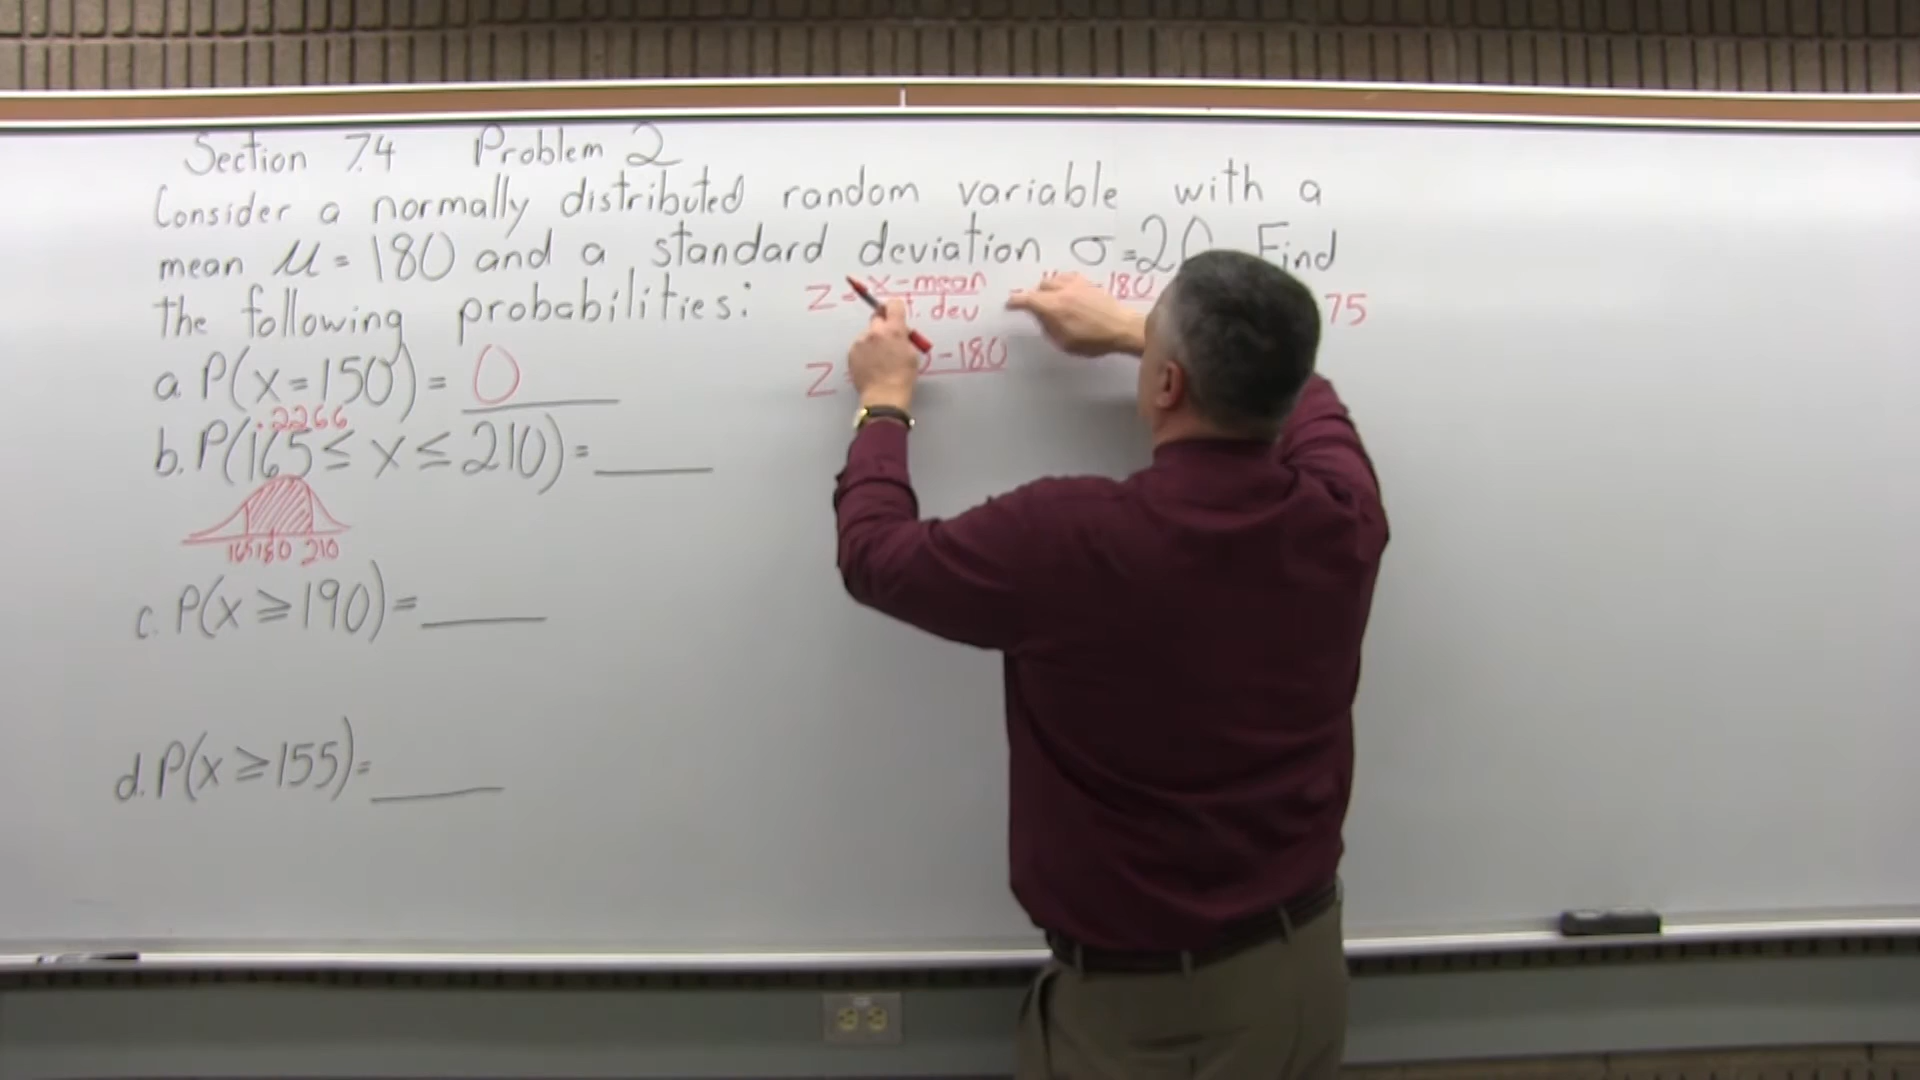 Section 7.4 Problem 2
Consider a normally distributed random variable with a
mean μ = 180 and a standard deviation σ = 20 Find
the following probabilities:
z = x - mean - 180
dev 75
z = - 180
a. P(x = 150) = 0
.2266
b. P(165 ≤ x ≤ 210) =
165 180 210
c. P(x ≥ 190) =
d. P(x ≥ 155) =